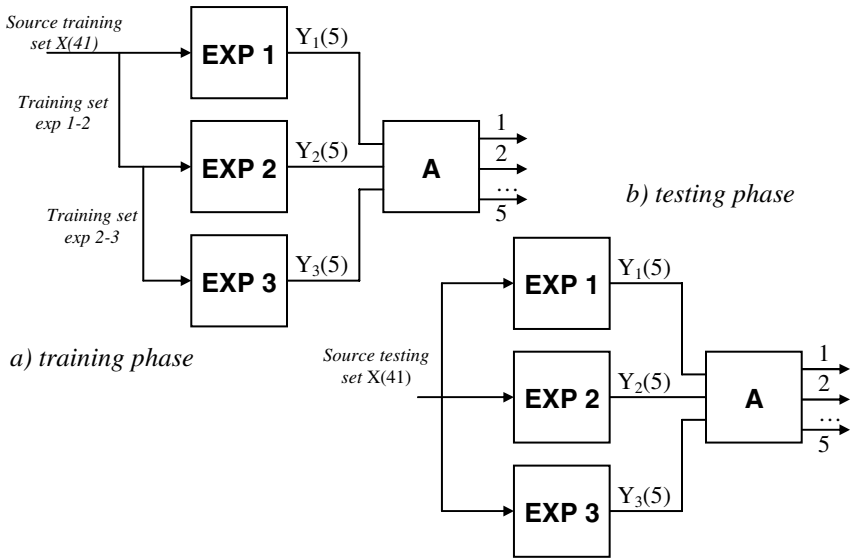 Source training
set X(41)
EXP 1
Y1(5)
Training set
exp 1-2
EXP 2
Y2(5)
A
1
2
…
5
Training set
exp 2-3
EXP 3
Y3(5)
a) training phase
b) testing phase
Source testing
set X(41)
EXP 1
Y1(5)
EXP 2
Y2(5)
EXP 3
Y3(5)
A
1
2
…
5